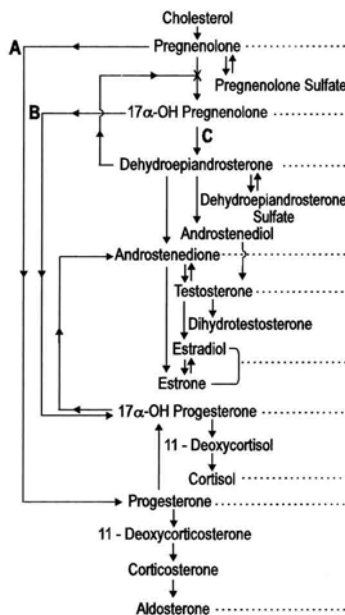 Cholesterol
A
Pregnenolone
Pregnenolone Sulfate
B
17α-OH Pregnenolone
C
Dehydroepiandrosterone
Dehydroepiandrosterone
Sulfate
Androstenediol
Androstenedione
Testosterone
Dihydrotestosterone
Estradiol
Estrone
17α-OH Progesterone
11 - Deoxycortisol
Cortisol
Progesterone
11 - Deoxycorticosterone
Corticosterone
Aldosterone